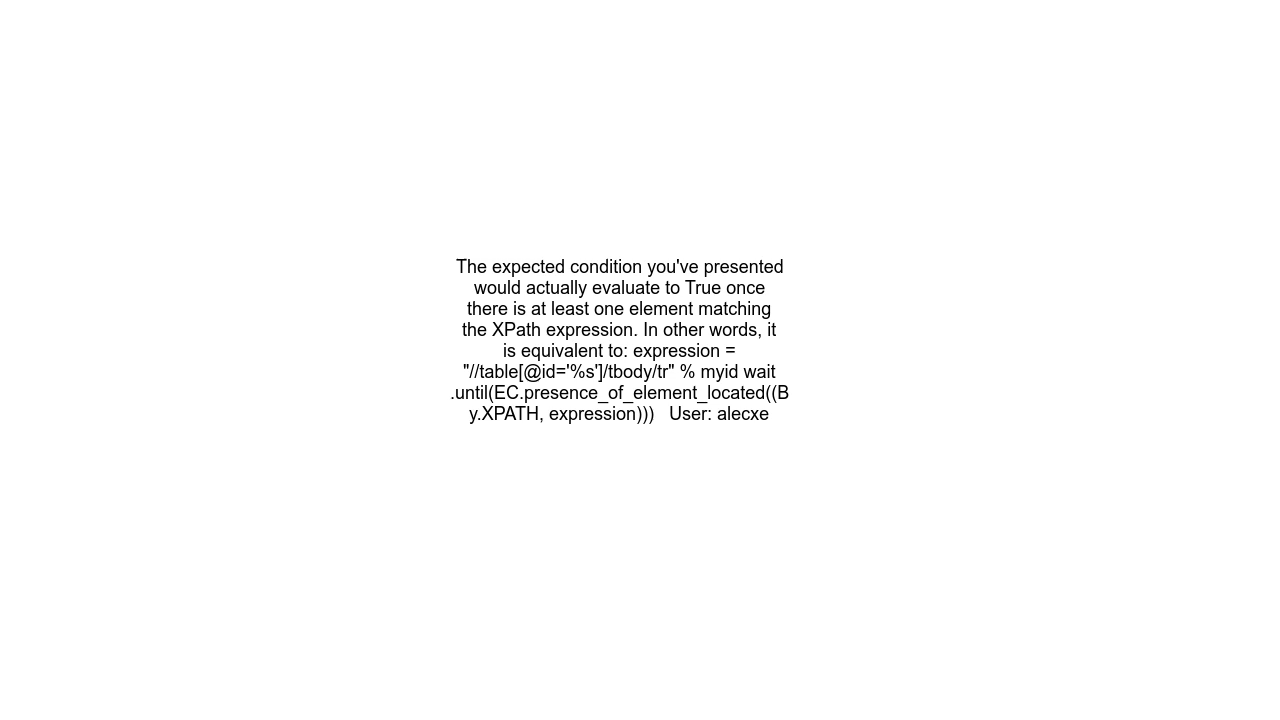 The expected condition you've presented
would actually evaluate to True once
there is at least one element matching
the XPath expression. In other words, it
is equivalent to: expression =
"//table[@id='%s']/tbody/tr" % myid wait
.until(EC.presence_of_element_located((B
y.XPATH, expression)))   User: alecxe